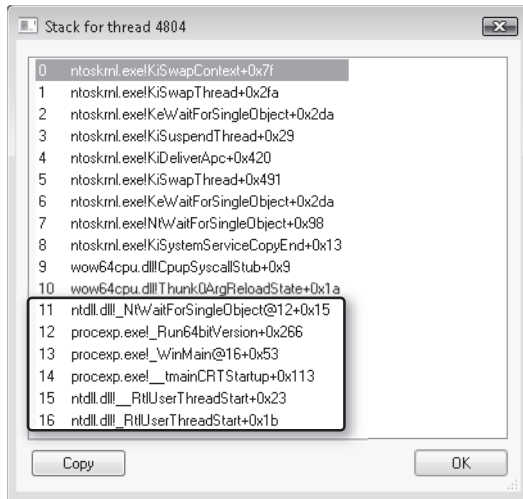 Stack for thread 4804
0 ntoskrnl.exe!KiSwapContext+0x7f
1 ntoskrnl.exe!KiSwapThread+0x2fa
2 ntoskrnl.exe!KeWaitForSingleObject+0x2da
3 ntoskrnl.exe!KiSuspendThread+0x29
4 ntoskrnl.exe!KiDeliverApc+0x420
5 ntoskrnl.exe!KiSwapThread+0x491
6 ntoskrnl.exe!KeWaitForSingleObject+0x2da
7 ntoskrnl.exe!NtWaitForSingleObject+0x98
8 ntoskrnl.exe!KiSystemServiceCopyEnd+0x13
9 wow64cpu.dll!CpupSyscallStub+0x9
10 wow64cpu.dll!Thunk0ArgReloadState+0x1a
11 ntdll.dll!_NtWaitForSingleObject@12+0x15
12 procexp.exe!_Run64bitVersion+0x266
13 procexp.exe!_WinMain@16+0x53
14 procexp.exe!__tmainCRTStartup+0x113
15 ntdll.dll!__RtlUserThreadStart+0x23
16 ntdll.dll!_RtlUserThreadStart+0x1b
Copy OK